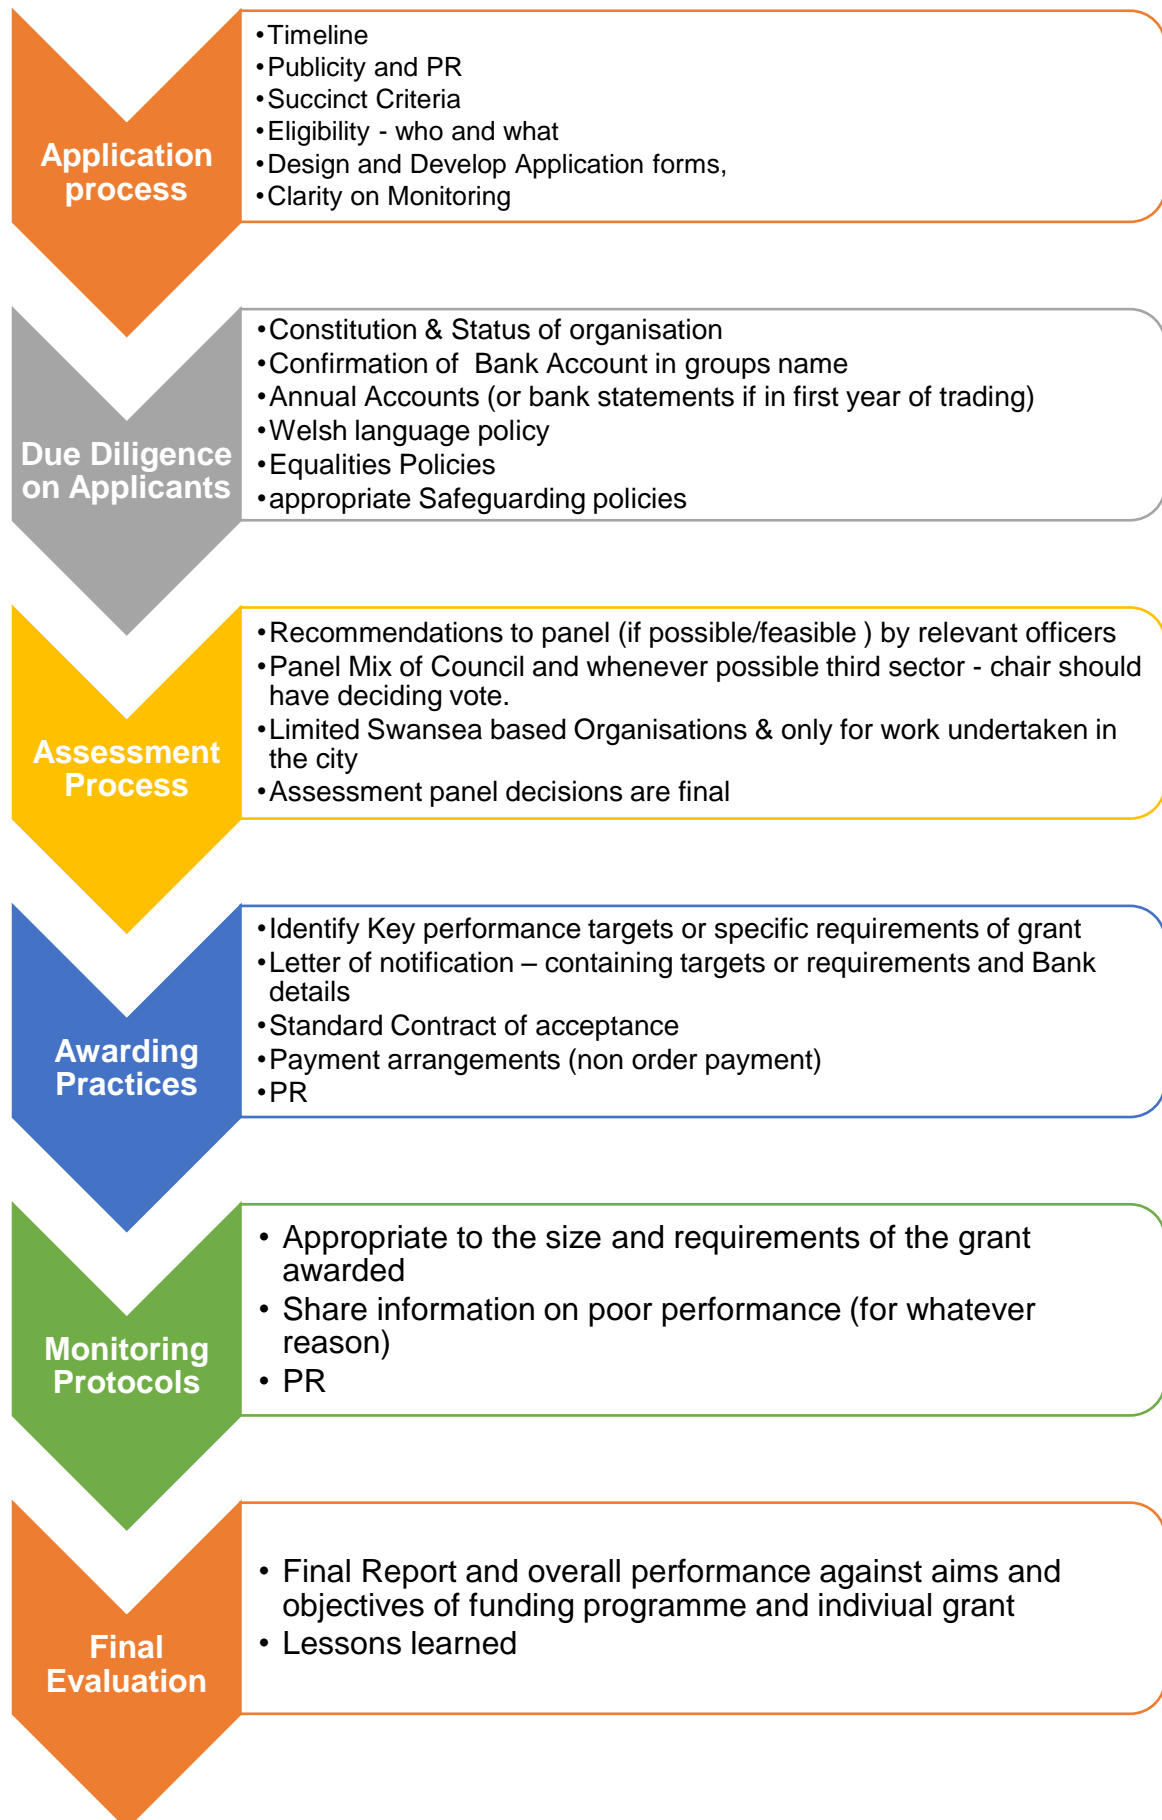 Application
process
•Timeline
•Publicity and PR
•Succinct Criteria
•Eligibility - who and what
•Design and Develop Application forms,
•Clarity on Monitoring
Due Diligence
on Applicants
•Constitution & Status of organisation
•Confirmation of  Bank Account in groups name
•Annual Accounts (or bank statements if in first year of trading)
•Welsh language policy
•Equalities Policies
•appropriate Safeguarding policies
Assessment
Process
•Recommendations to panel (if possible/feasible ) by relevant officers
•Panel Mix of Council and whenever possible third sector - chair should
have deciding vote.
•Limited Swansea based Organisations & only for work undertaken in
the city
•Assessment panel decisions are final
Awarding
Practices
•Identify Key performance targets or specific requirements of grant
•Letter of notification – containing targets or requirements and Bank
details
•Standard Contract of acceptance
•Payment arrangements (non order payment)
•PR
Monitoring
Protocols
• Appropriate to the size and requirements of the grant
awarded
• Share information on poor performance (for whatever
reason)
• PR
Final
Evaluation
• Final Report and overall performance against aims and
objectives of funding programme and indiviual grant
• Lessons learned